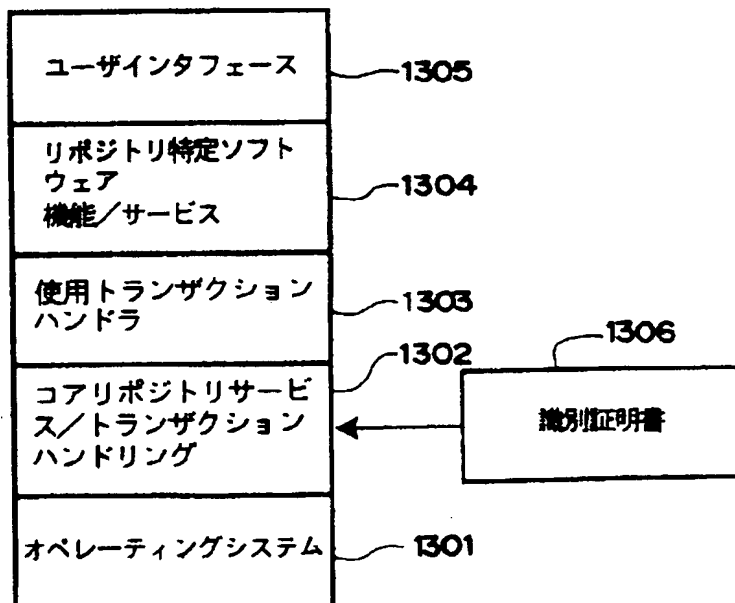 ユーザインタフェース
1305
リポジトリ特定ソフト
ウェア
機能／サービス
1304
使用トランザクション
ハンドラ
1303
1302
コアリポジトリサービ
ス／トランザクション
ハンドリング
1306
識別証明書
オペレーティングシステム
1301